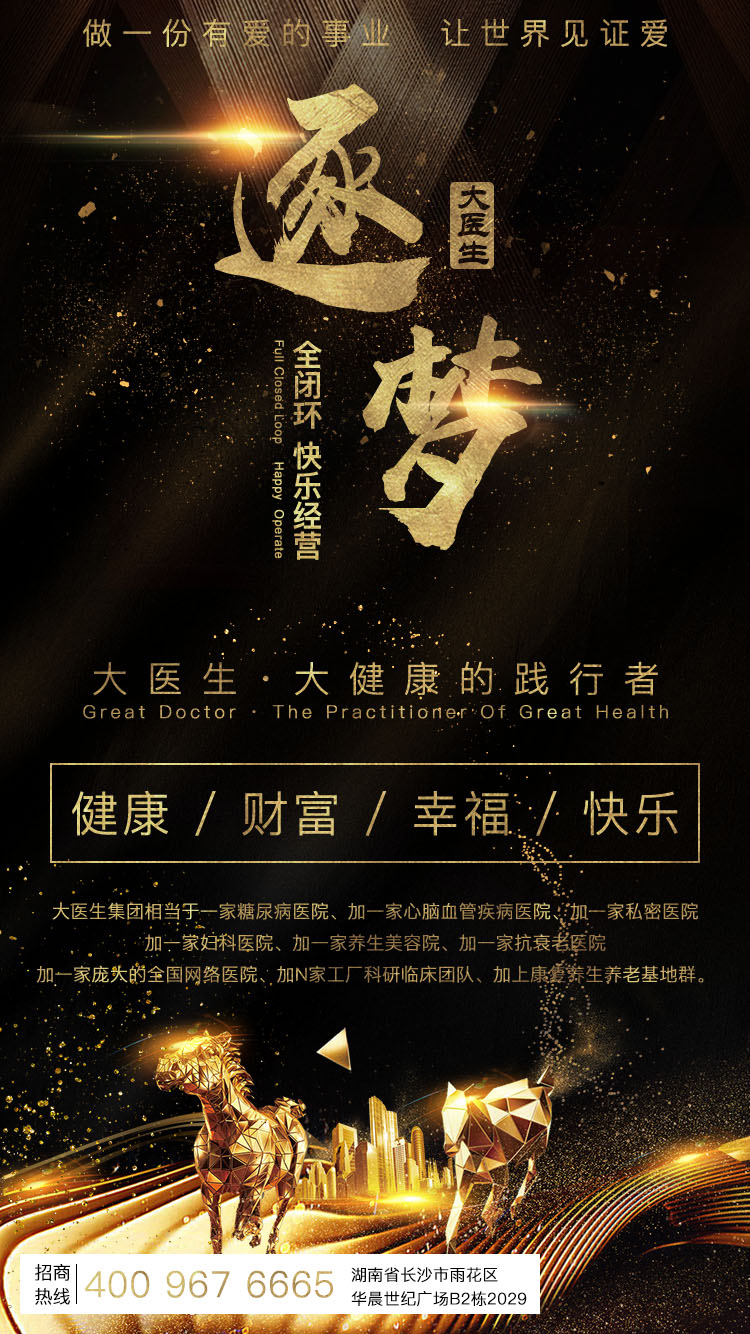 做一份有爱的事业 让世界见证爱
逐梦
大医生
全闭环 快乐经营
Full Closed Loop Happy Operate
大医生·大健康的践行者
Great Doctor · The Practitioner Of Great Health
健康 / 财富 / 幸福 / 快乐
大医生集团相当于一家糖尿病医院、加一家心脑血管疾病医院、加一家私密医院
加一家妇科医院、加一家养生美容院、加一家抗衰老医院
加一家庞大的全国网络医院、加N家工厂科研临床团队、加上康复养生养老基地群。
招商
热线
400 967 6665
湖南省长沙市雨花区
华晨世纪广场B2栋2029